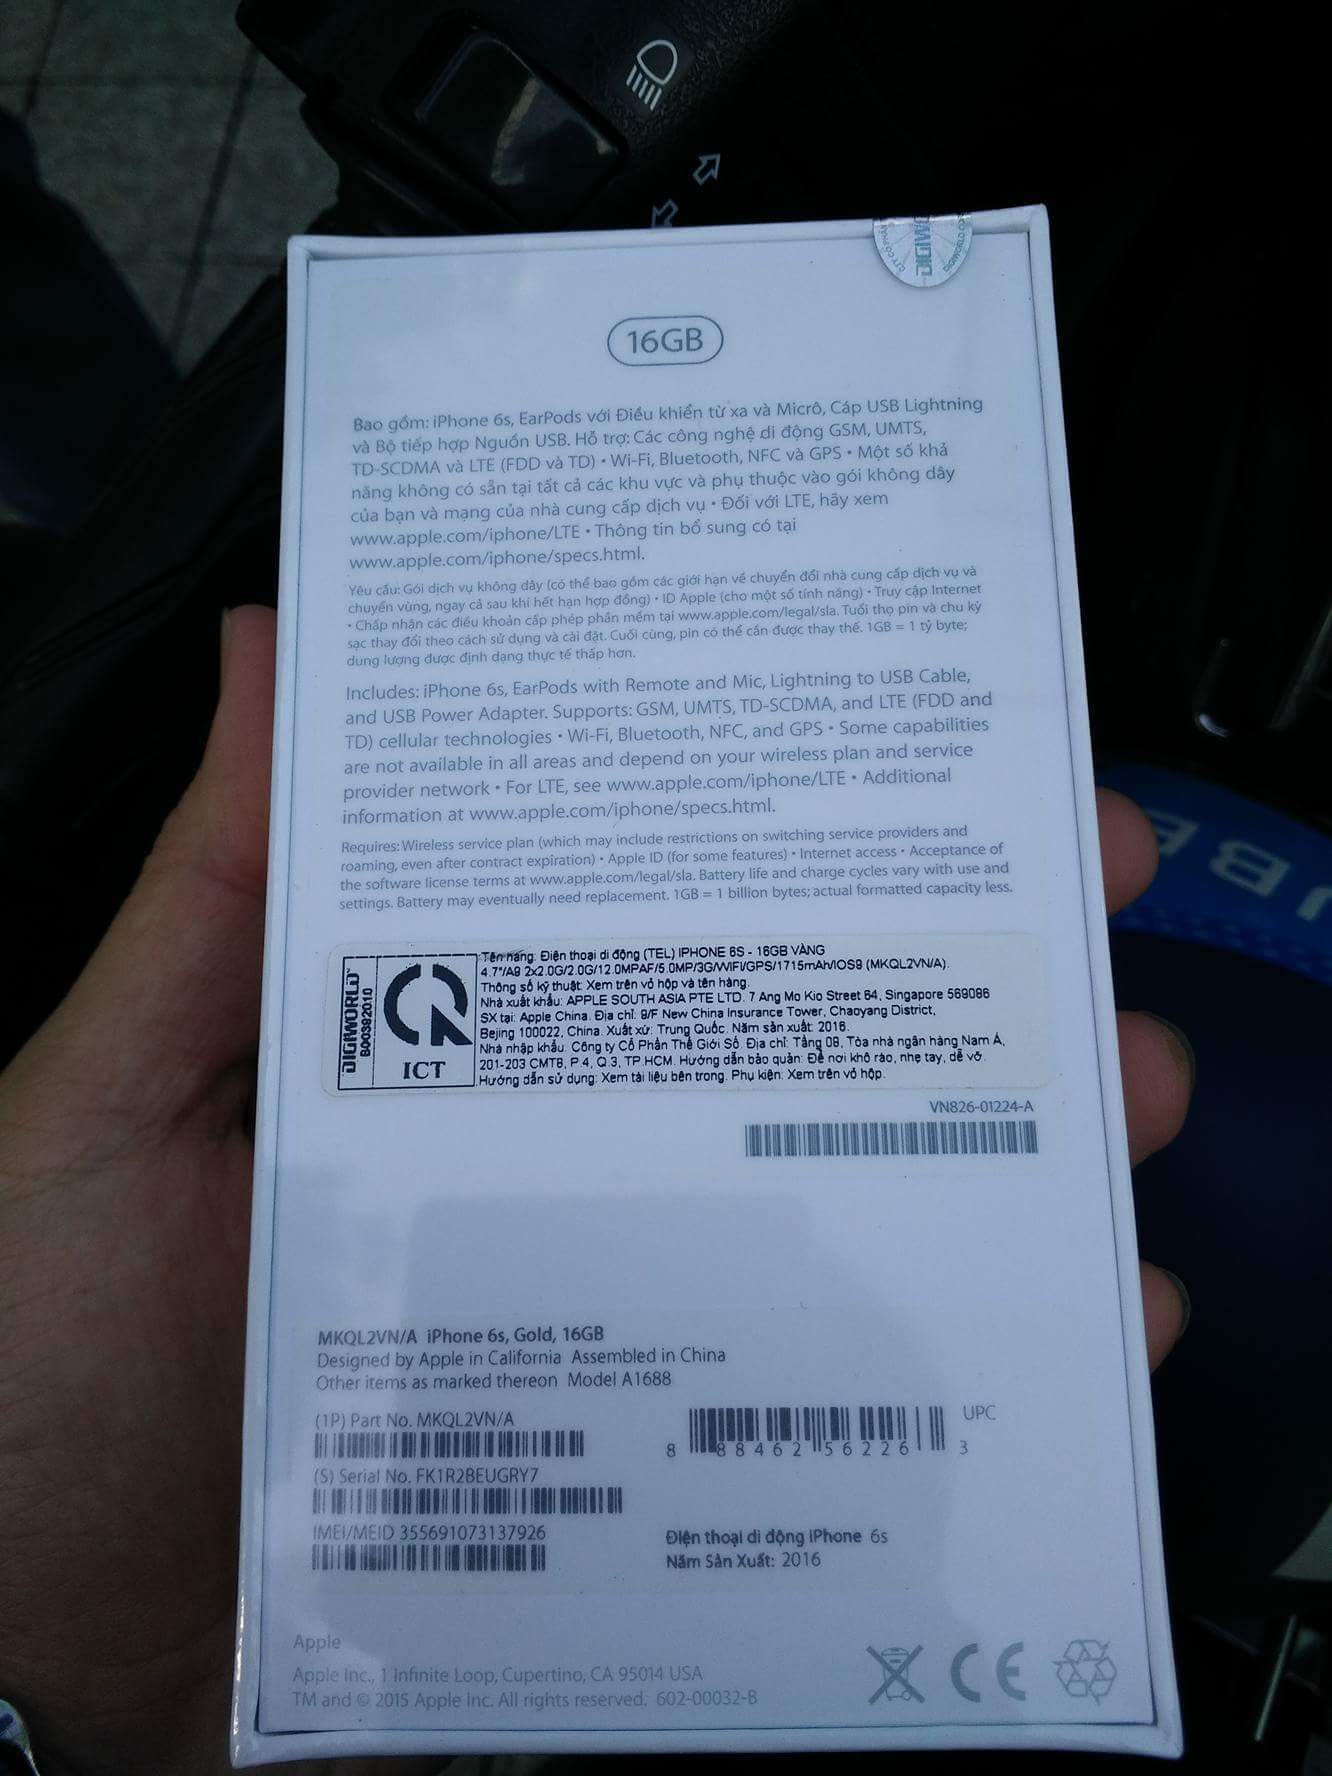 DIGIWORLD
16GB
Bao gồm: iPhone 6s, EarPods với Điều khiển từ xa và Micrô, Cáp USB Lightning
và Bộ tiếp hợp Nguồn USB. Hỗ trợ: Các công nghệ di động GSM, UMTS,
TD-SCDMA và LTE (FDD và TD) • Wi-Fi, Bluetooth, NFC và GPS • Một số khả
năng không có sẵn tại tất cả các khu vực và phụ thuộc vào gói không dây
của bạn và mạng của nhà cung cấp dịch vụ • Đối với LTE, hãy xem
www.apple.com/iphone/LTE • Thông tin bổ sung có tại
www.apple.com/iphone/specs.html.
Yêu cầu: Gói dịch vụ không dây (có thể bao gồm các giới hạn về chuyển đổi nhà cung cấp dịch vụ và
chuyển vùng, ngay cả sau khi hết hạn hợp đồng) • ID Apple (cho một số tính năng) • Truy cập Internet
• Chấp nhận các điều khoản cấp phép phần mềm tại www.apple.com/legal/sla. Tuổi thọ pin và chu kỳ
sạc thay đổi theo cách sử dụng và cài đặt. Cuối cùng, pin có thể cần được thay thế. 1GB = 1 tỷ byte;
dung lượng được định dạng thực tế thấp hơn.
Includes: iPhone 6s, EarPods with Remote and Mic, Lightning to USB Cable,
and USB Power Adapter. Supports: GSM, UMTS, TD-SCDMA, and LTE (FDD and
TD) cellular technologies • Wi-Fi, Bluetooth, NFC, and GPS • Some capabilities
are not available in all areas and depend on your wireless plan and service
provider network • For LTE, see www.apple.com/iphone/LTE • Additional
information at www.apple.com/iphone/specs.html.
Requires: Wireless service plan (which may include restrictions on switching service providers and
roaming, even after contract expiration) • Apple ID (for some features) • Internet access • Acceptance of
the software license terms at www.apple.com/legal/sla. Battery life and charge cycles vary with use and
settings. Battery may eventually need replacement. 1GB = 1 billion bytes; actual formatted capacity less.
DIGIWORLD™
B00382010
ICT
Tên hàng: Điện thoại di động (TEL) IPHONE 6S - 16GB VÀNG
4.7"/A9 2x2.0G/2.0G/12.0MPAF/5.0MP/3G/WIFI/GPS/1715mAh/IOS9 (MKQL2VN/A).
Thông số kỹ thuật: Xem trên vỏ hộp và tên hàng.
Nhà xuất khẩu: APPLE SOUTH ASIA PTE LTD. 7 Ang Mo Kio Street 64, Singapore 569086
SX tại: Apple China. Địa chỉ: 9/F New China Insurance Tower, Chaoyang District,
Bejing 100022, China. Xuất xứ: Trung Quốc. Năm sản xuất: 2016.
Nhà nhập khẩu: Công ty Cổ Phần Thế Giới Số. Địa chỉ: Tầng 08, Tòa nhà ngân hàng Nam Á,
201-203 CMT8, P.4, Q.3, TP.HCM. Hướng dẫn bảo quản: Để nơi khô ráo, nhẹ tay, dễ vỡ.
Hướng dẫn sử dụng: Xem tài liệu bên trong. Phụ kiện: Xem trên vỏ hộp.
VN826-01224-A
MKQL2VN/A iPhone 6s, Gold, 16GB
Designed by Apple in California Assembled in China
Other items as marked thereon Model A1688
(1P) Part No. MKQL2VN/A
UPC
8 88462 56226 3
(S) Serial No. FK1R2BEUGRY7
IMEI/MEID 355691073137926
Điện thoại di động iPhone 6s
Năm Sản Xuất: 2016
Apple
Apple Inc., 1 Infinite Loop, Cupertino, CA 95014 USA
TM and © 2015 Apple Inc. All rights reserved. 602-00032-B
CE